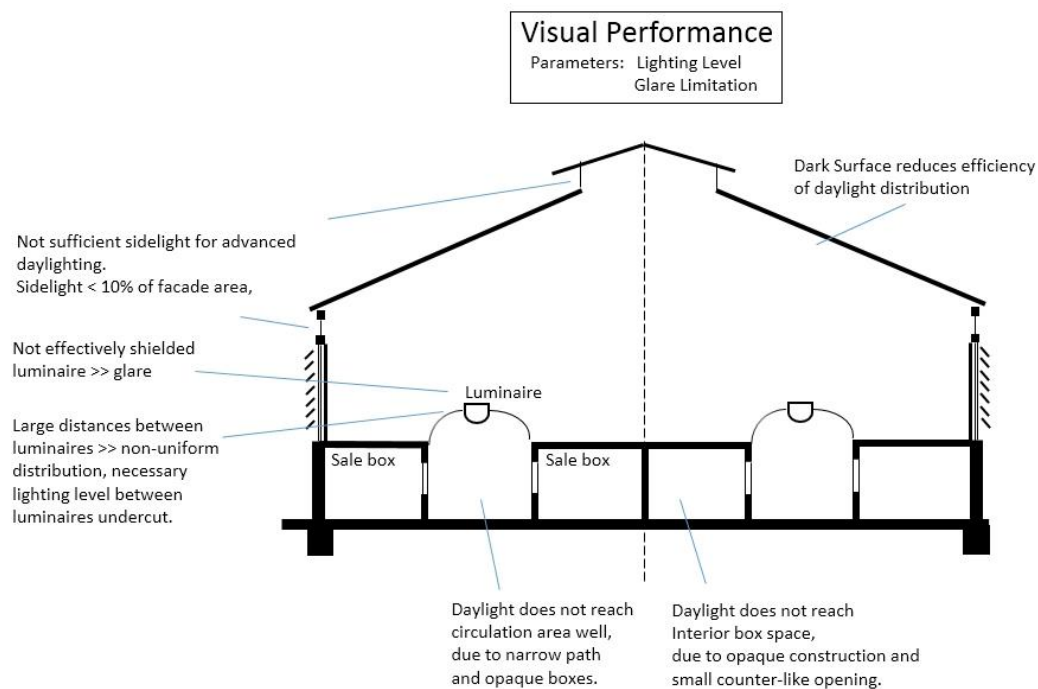 Visual Performance
Parameters: Lighting Level
Glare Limitation
Dark Surface reduces efficiency
of daylight distribution
Not sufficient sidelight for advanced
daylighting.
Sidelight < 10% of facade area,
Not effectively shielded
luminaire >> glare
Luminaire
Large distances between
luminaires >> non-uniform
distribution, necessary
lighting level between
luminaires undercut.
Sale box
Sale box
Daylight does not reach
circulation area well,
due to narrow path
and opaque boxes.
Daylight does not reach
Interior box space,
due to opaque construction and
small counter-like opening.